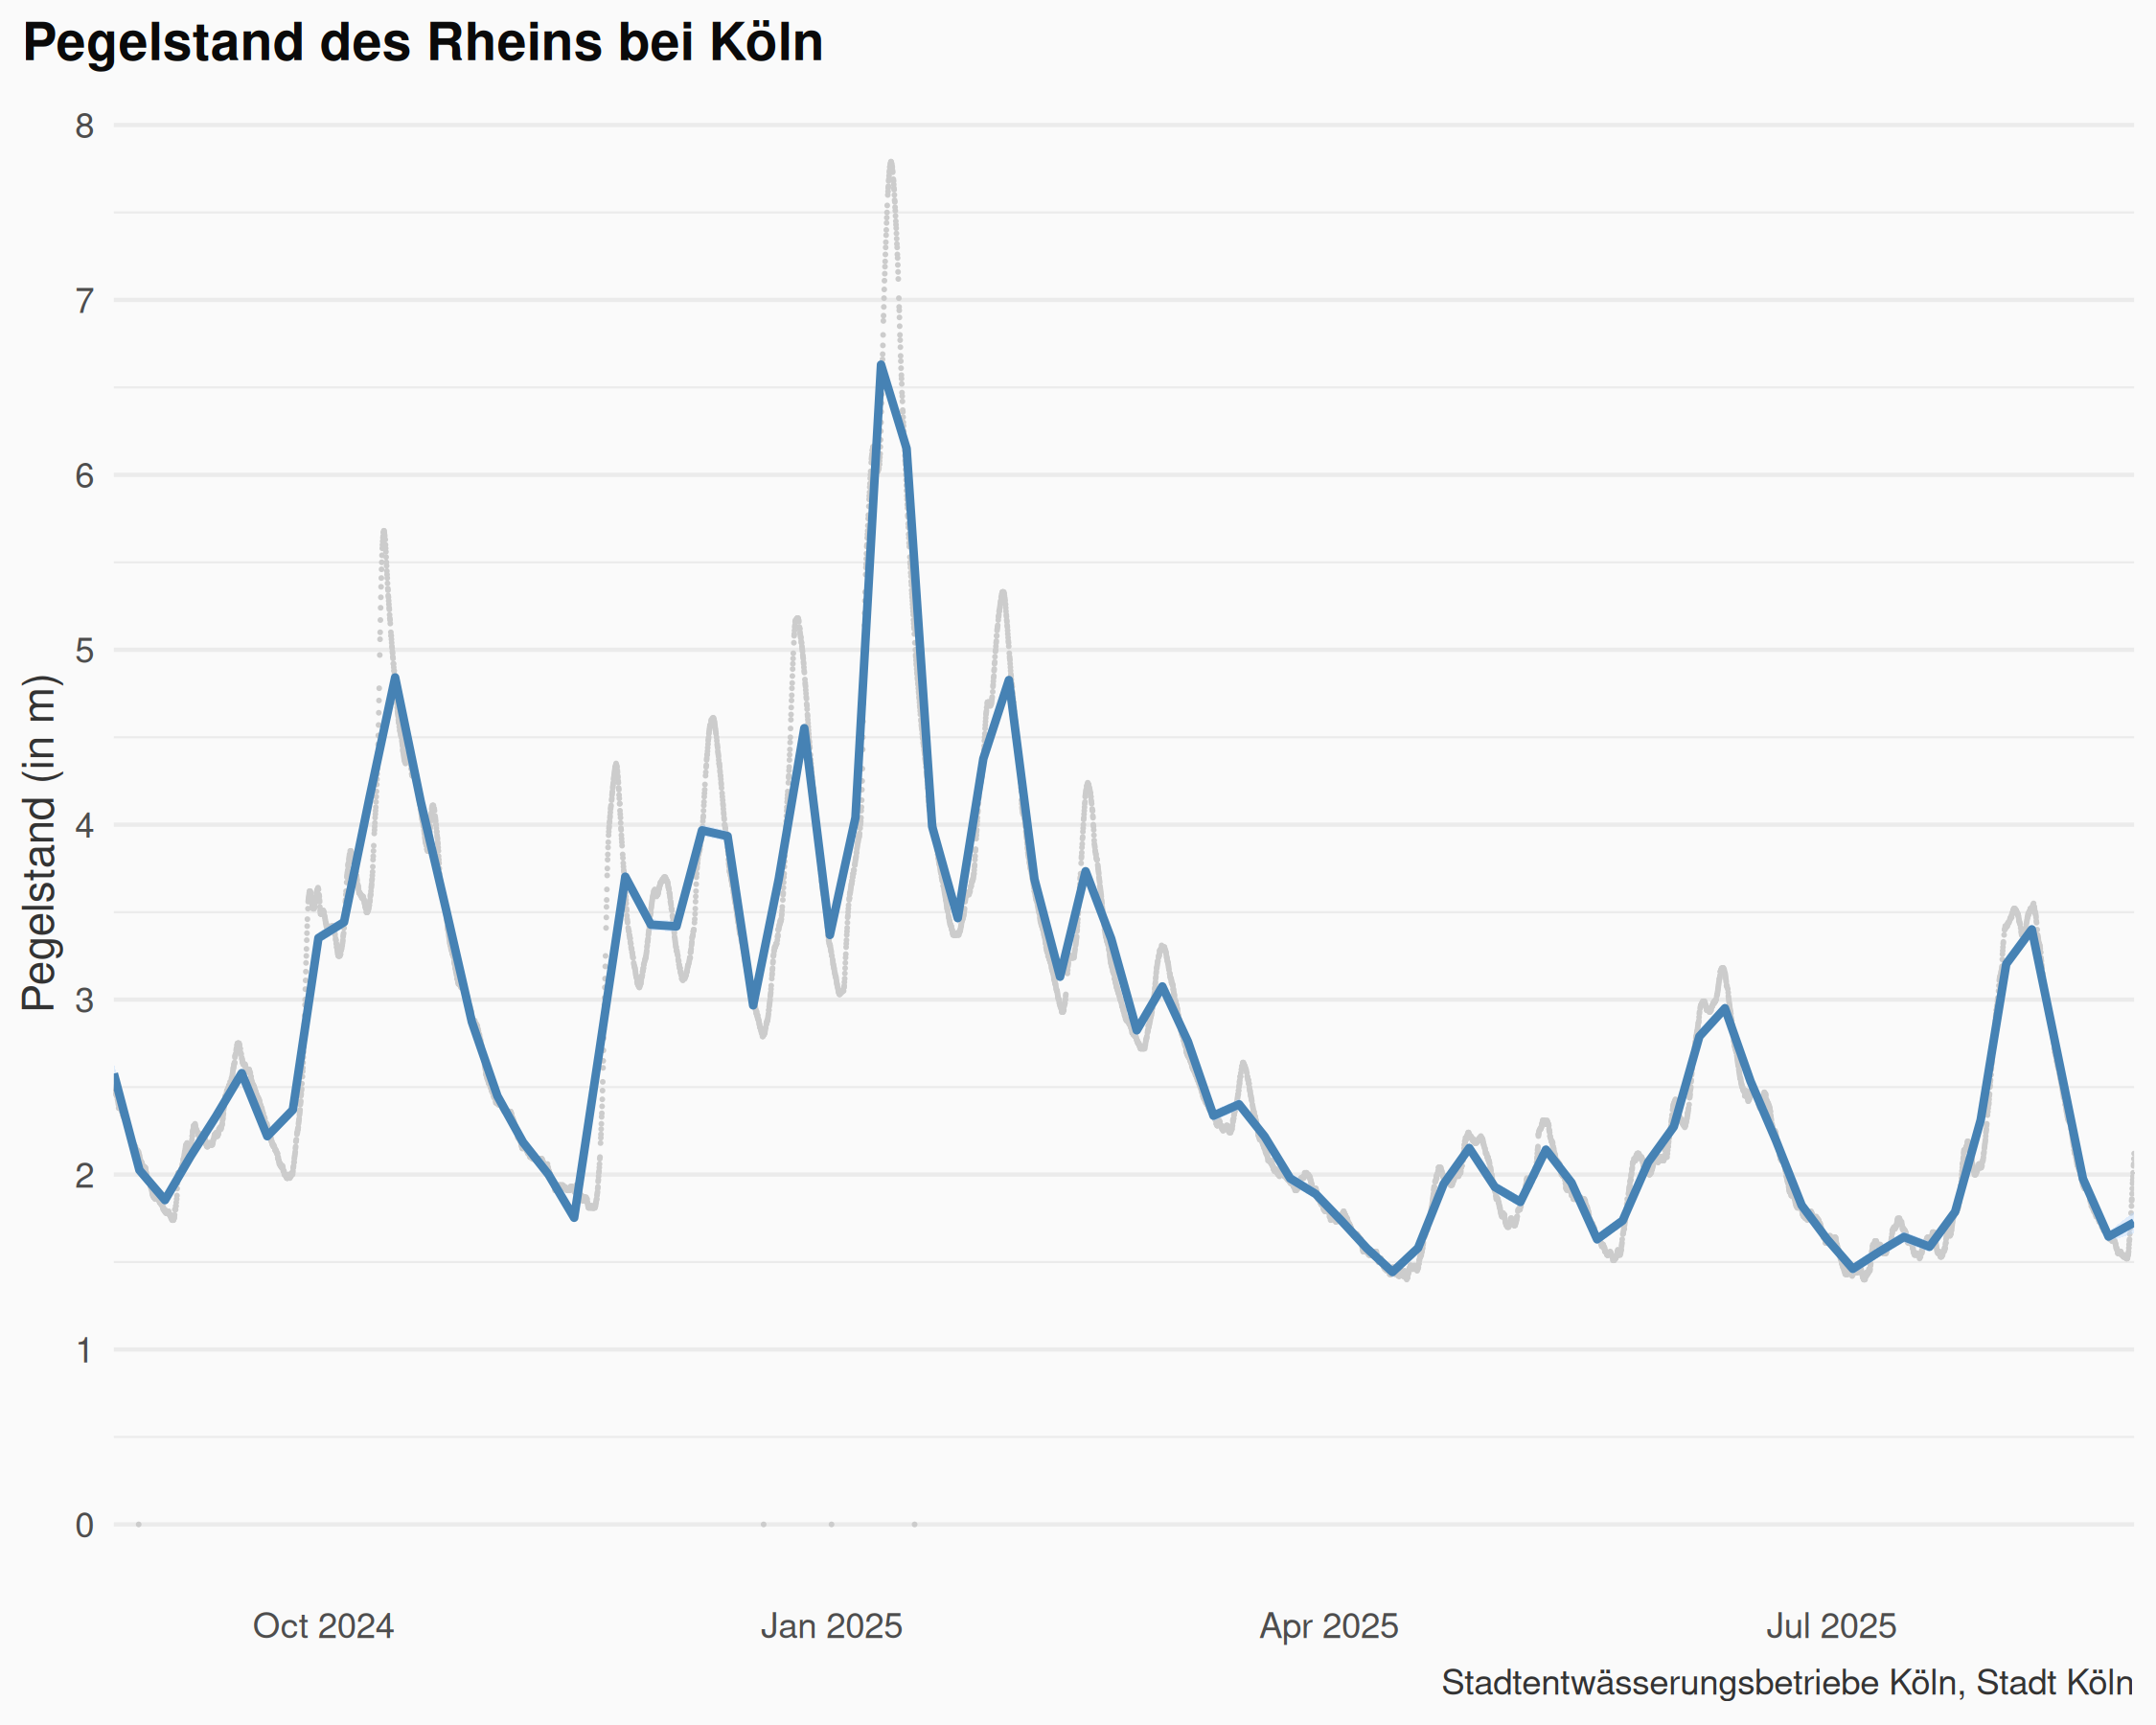 Pegelstand des Rheins bei Köln
Pegelstand (in m)
8
7
6
5
4
3
2
1
0
Oct 2024 Jan 2025 Apr 2025 Jul 2025
Stadtentwässerungsbetriebe Köln, Stadt Köln